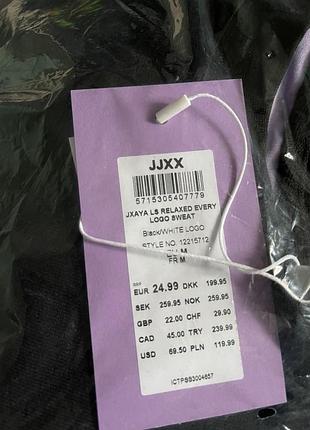 JJXX
5715305407779
JXAYA LS RELAXED EVERY
LOGO SWEAT
Black/WHITE LOGO
STYLE NO. 12215712
M
FR M
RRP EUR 24.99 DKK 199.95
SEK 259.95 NOK 259.95
GBP 22.00 CHF 29.90
CAD 45.00 TRY 239.99
USD 69.50 PLN 119.99
ICTPSS3004657